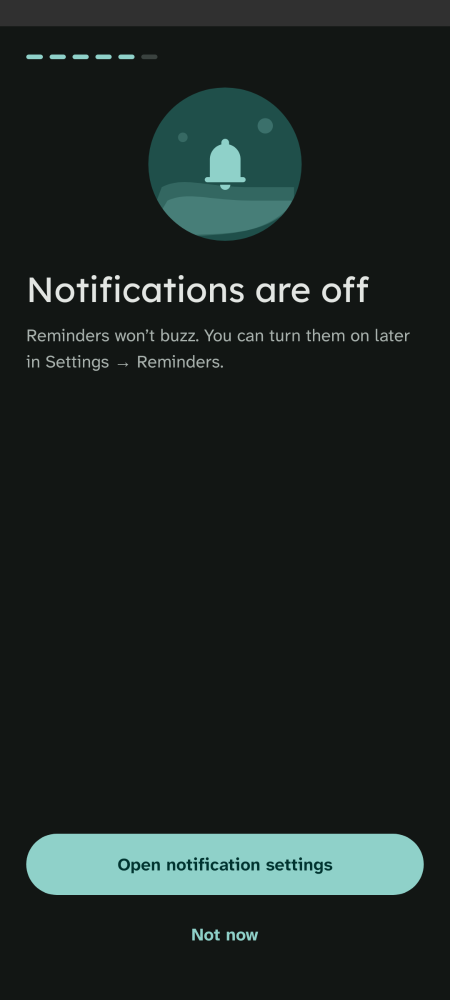 Notifications are off
Reminders won’t buzz. You can turn them on later
in Settings → Reminders.
Open notification settings
Not now